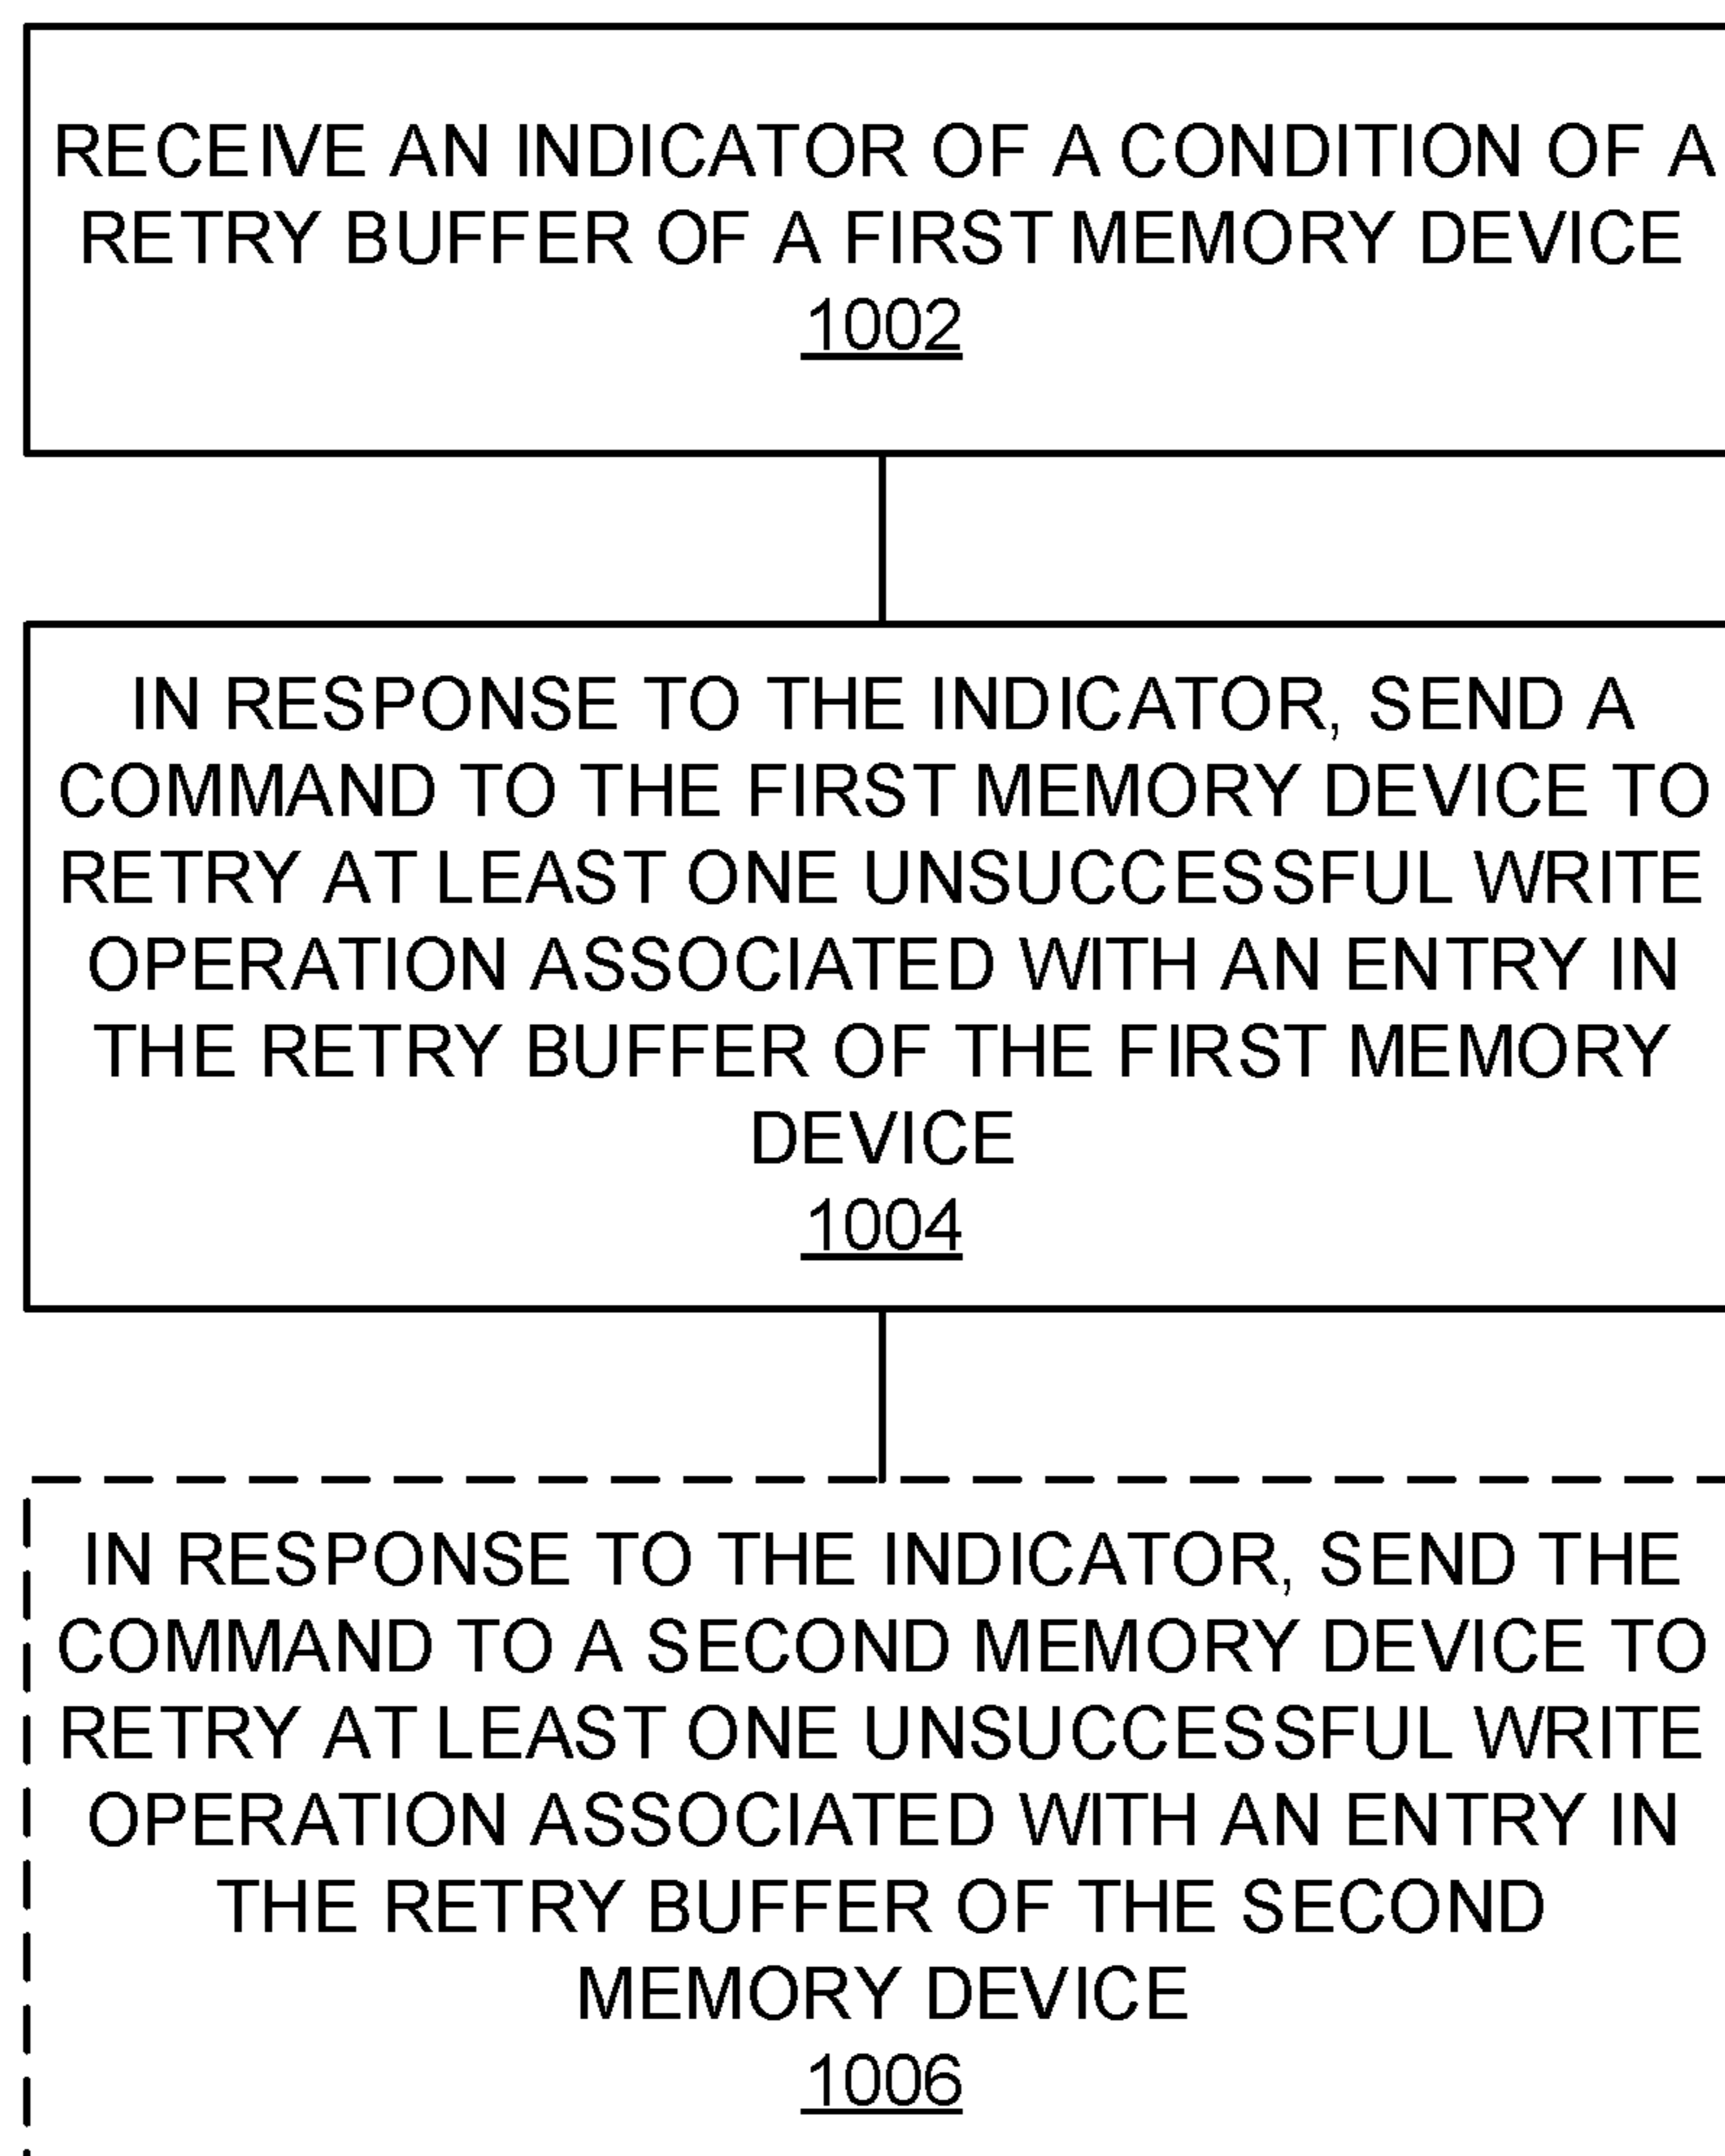 RECEIVE AN INDICATOR OF A CONDITION OF A
RETRY BUFFER OF A FIRST MEMORY DEVICE
1002
IN RESPONSE TO THE INDICATOR, SEND A
COMMAND TO THE FIRST MEMORY DEVICE TO
RETRY AT LEAST ONE UNSUCCESSFUL WRITE
OPERATION ASSOCIATED WITH AN ENTRY IN
THE RETRY BUFFER OF THE FIRST MEMORY
DEVICE
1004
IN RESPONSE TO THE INDICATOR, SEND THE
COMMAND TO A SECOND MEMORY DEVICE TO
RETRY AT LEAST ONE UNSUCCESSFUL WRITE
OPERATION ASSOCIATED WITH AN ENTRY IN
THE RETRY BUFFER OF THE SECOND
MEMORY DEVICE
1006